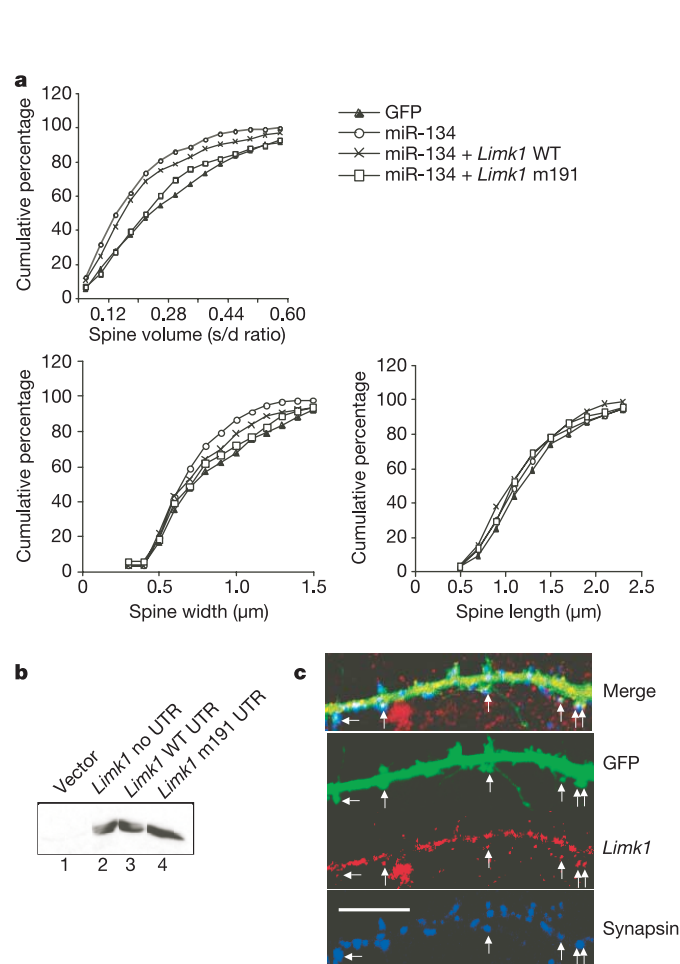 a
120
100
80
60
40
20
0
Cumulative percentage
0.12 0.28 0.44 0.60
Spine volume (s/d ratio)
GFP
miR-134
miR-134 + Limk1 WT
miR-134 + Limk1 m191
120
100
80
60
40
20
0
Cumulative percentage
0 0.5 1.0 1.5
Spine width (µm)
120
100
80
60
40
20
0
Cumulative percentage
0 0.5 1.0 1.5 2.0 2.5
Spine length (µm)
b
Vector
Limk1 no UTR
Limk1 WT UTR
Limk1 m191 UTR
1 2 3 4
c
Merge
GFP
Limk1
Synapsin